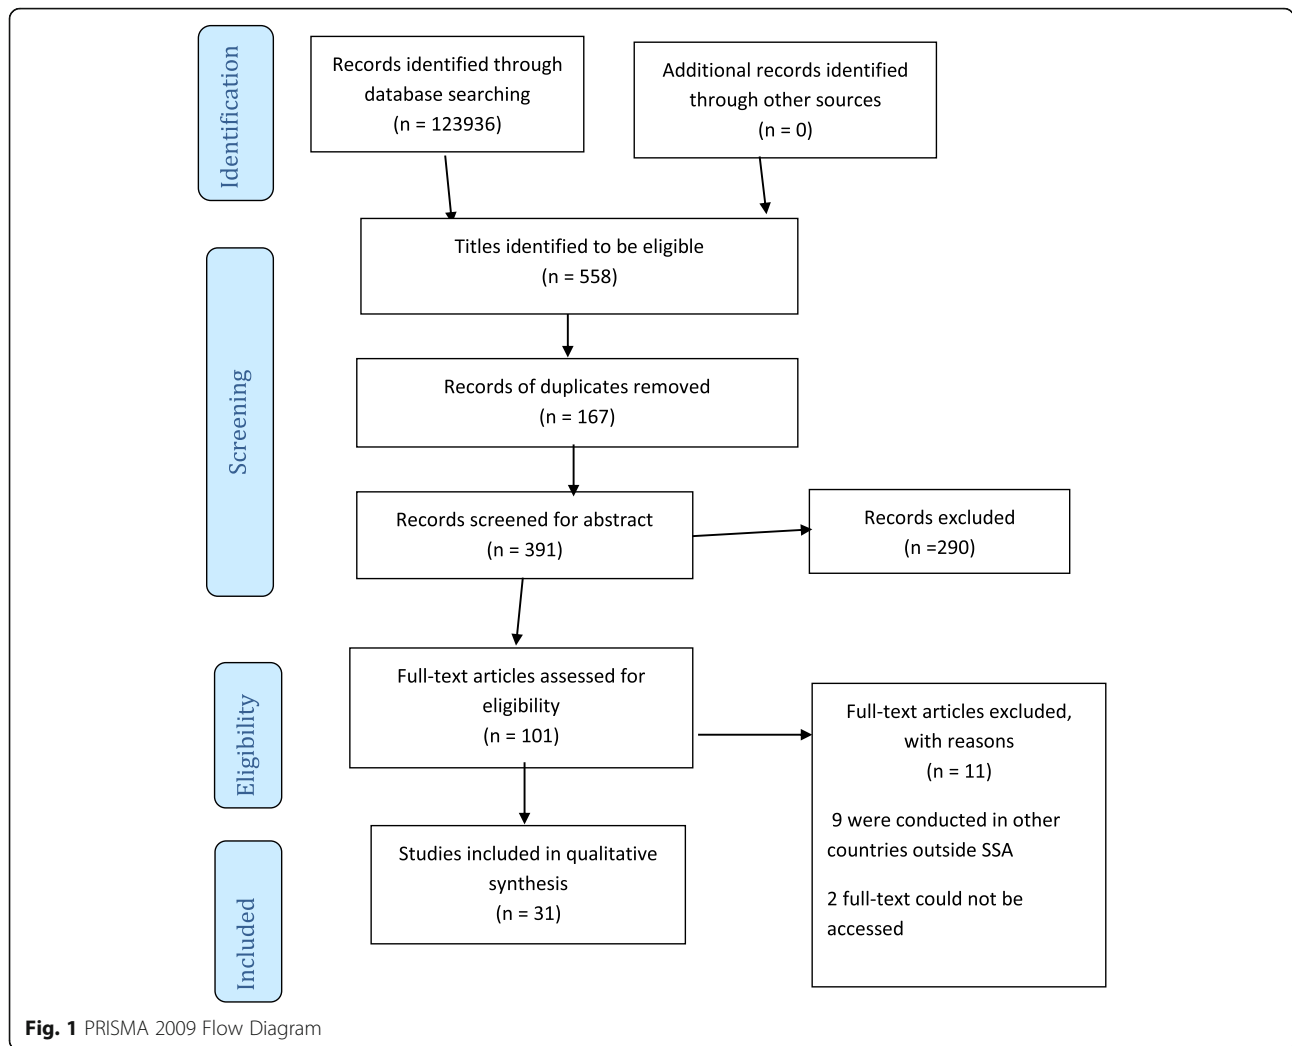 Identification
Records identified through
database searching
(n = 123936)
Additional records identified
through other sources
(n = 0)
Screening
Titles identified to be eligible
(n = 558)
Records of duplicates removed
(n = 167)
Records screened for abstract
(n = 391)
Records excluded
(n =290)
Eligibility
Full-text articles assessed for
eligibility
(n = 101)
Full-text articles excluded,
with reasons
(n = 11)
9 were conducted in other
countries outside SSA
2 full-text could not be
accessed
Included
Studies included in qualitative
synthesis
(n = 31)
Fig. 1 PRISMA 2009 Flow Diagram